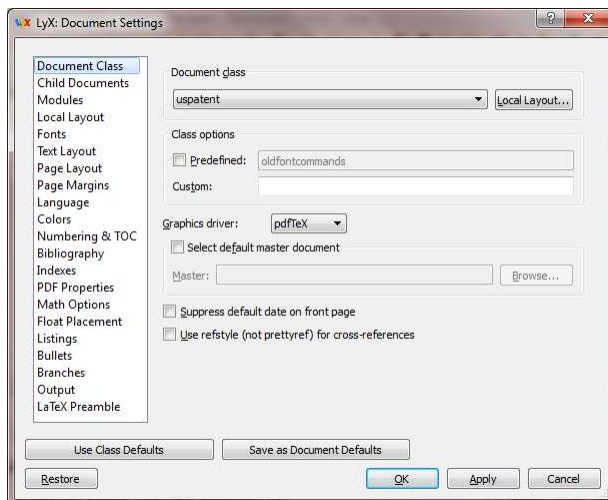 LyX: Document Settings
Document Class
Child Documents
Modules
Local Layout
Fonts
Text Layout
Page Layout
Page Margins
Language
Colors
Numbering & TOC
Bibliography
Indexes
PDF Properties
Math Options
Float Placement
Listings
Bullets
Branches
Output
LaTeX Preamble
Document class
uspatent
Local Layout...
Class options
Predefined: oldfontcommands
Custom:
Graphics driver: pdfTeX
Select default master document
Master: Browse...
Suppress default date on front page
Use refstyle (not prettyref) for cross-references
Use Class Defaults Save as Document Defaults
Restore OK Apply Cancel